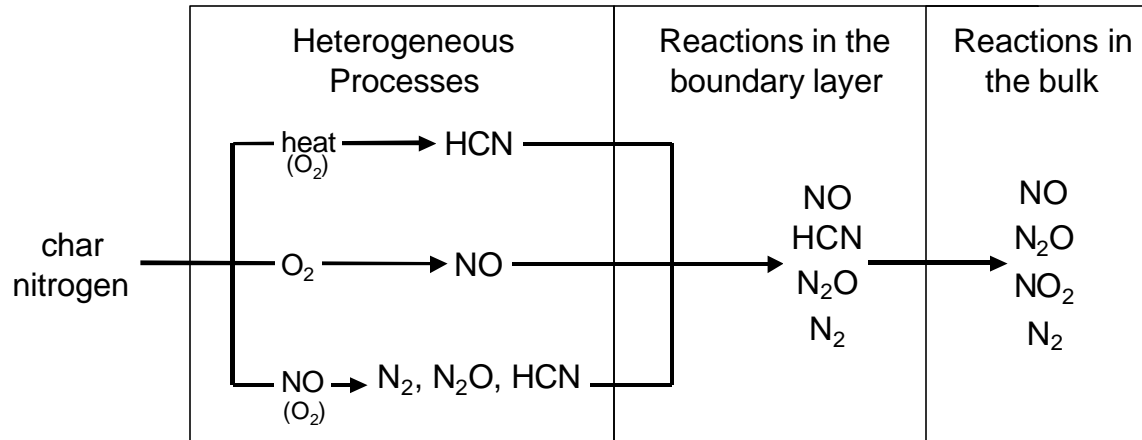 Heterogeneous
Processes
Reactions in the
boundary layer
Reactions in
the bulk
char
nitrogen
heat
(O₂)
HCN
O₂
NO
NO
(O₂)
N₂, N₂O, HCN
NO
HCN
N₂O
N₂
NO
N₂O
NO₂
N₂